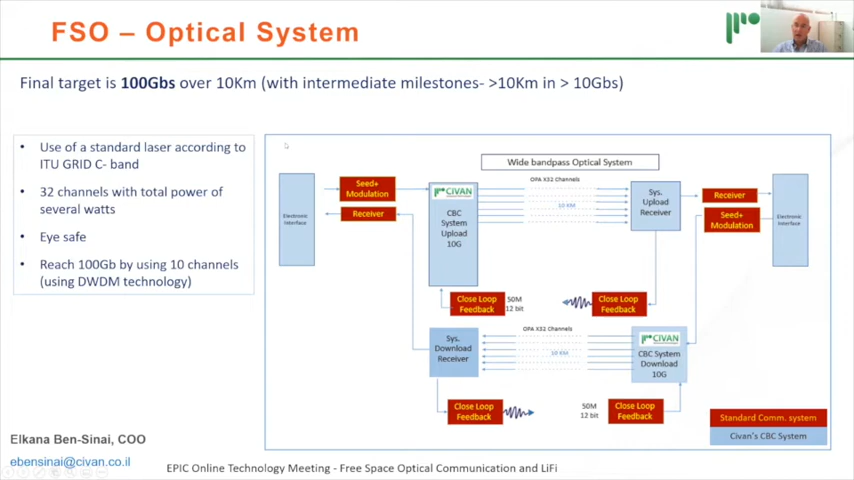 FSO – Optical System
Final target is 100Gbs over 10Km (with intermediate milestones- >10Km in > 10Gbs)
• Use of a standard laser according to
ITU GRID C- band
• 32 channels with total power of
several watts
• Eye safe
• Reach 100Gb by using 10 channels
(using DWDM technology)
Wide bandpass Optical System
OPA X32 Channels
Electronic
Interface
Seed+
Modulation
Receiver
CIVAN
CBC
System
Upload
10G
10 KM
Sys.
Upload
Receiver
Receiver
Seed+
Modulation
Electronic
Interface
Close Loop
Feedback
50M
12 bit
Close Loop
Feedback
OPA X32 Channels
Sys.
Download
Receiver
10 KM
CIVAN
CBC System
Download
10G
Close Loop
Feedback
50M
12 bit
Close Loop
Feedback
Standard Comm. system
Civan's CBC System
Elkana Ben-Sinai, COO
ebensinai@civan.co.il
EPIC Online Technology Meeting - Free Space Optical Communication and LiFi